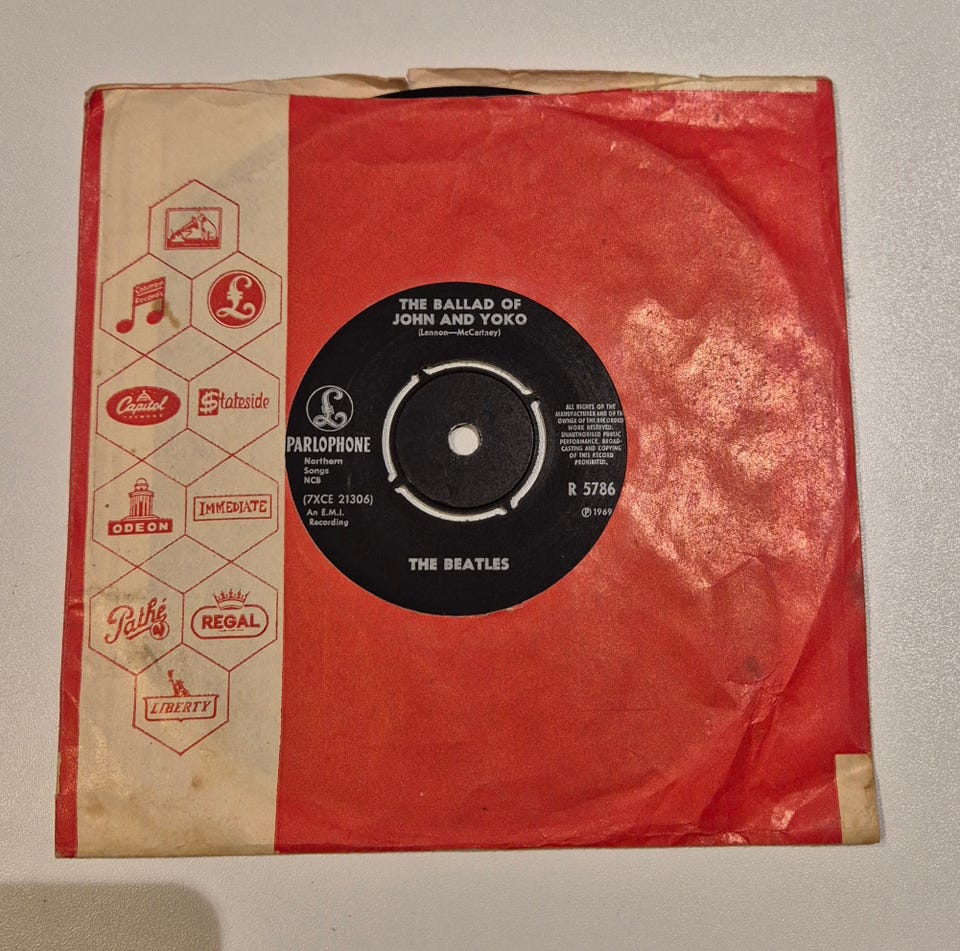 Columbia
Records
£
Capitol
RECORDS
Stateside
ODEON
IMMEDIATE
Pathé
REGAL
LIBERTY
THE BALLAD OF
JOHN AND YOKO
(Lennon—McCartney)
£
PARLOPHONE
Northern
Songs
NCB
(7XCE 21306)
An E.M.I.
Recording
ALL RIGHTS OF THE
MANUFACTURER AND OF THE
OWNER OF THE RECORDED
WORK RESERVED.
UNAUTHORISED PUBLIC
PERFORMANCE, BROAD-
CASTING AND COPYING
OF THIS RECORD
PROHIBITED.
R 5786
℗ 1969
THE BEATLES